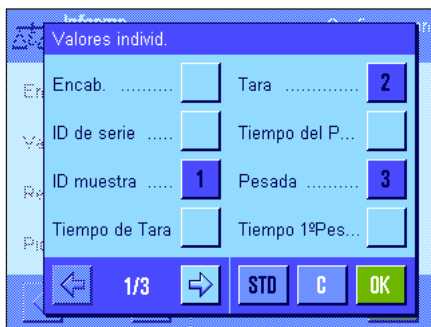 Informe
Valores individ.
Encab. .......... Tara .............. 2
ID de serie ..... Tiempo del P...
ID muestra ..... 1 Pesada .......... 3
Tiempo de Tara Tiempo 1ºPes...
1/3 STD C OK